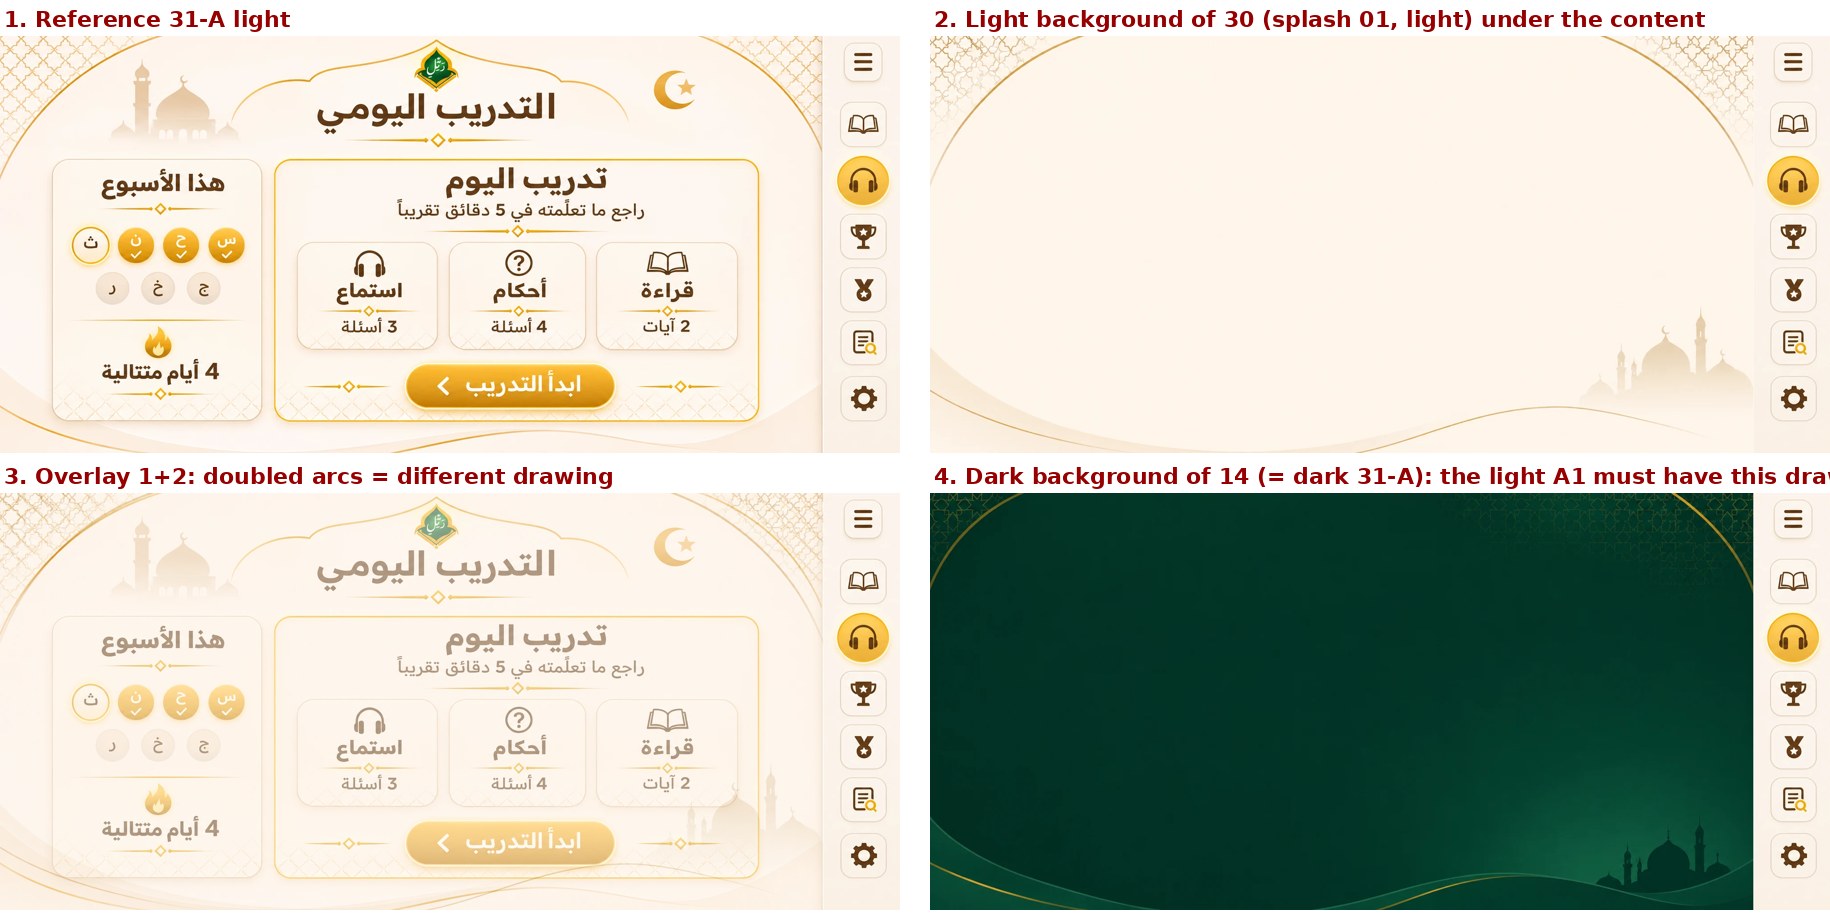 1. Reference 31-A light
رتل
التدريب اليومي
تدريب اليوم
راجع ما تعلّمته في 5 دقائق تقريباً
قراءة
2 آيات
أحكام
4 أسئلة
استماع
3 أسئلة
ابدأ التدريب
هذا الأسبوع
س ح ن ث
ج خ ر
4 أيام متتالية
2. Light background of 30 (splash 01, light) under the content
3. Overlay 1+2: doubled arcs = different drawing
رتل
التدريب اليومي
تدريب اليوم
راجع ما تعلّمته في 5 دقائق تقريباً
قراءة
2 آيات
أحكام
4 أسئلة
استماع
3 أسئلة
ابدأ التدريب
هذا الأسبوع
س ح ن ث
ج خ ر
4 أيام متتالية
4. Dark background of 14 (= dark 31-A): the light A1 must have this